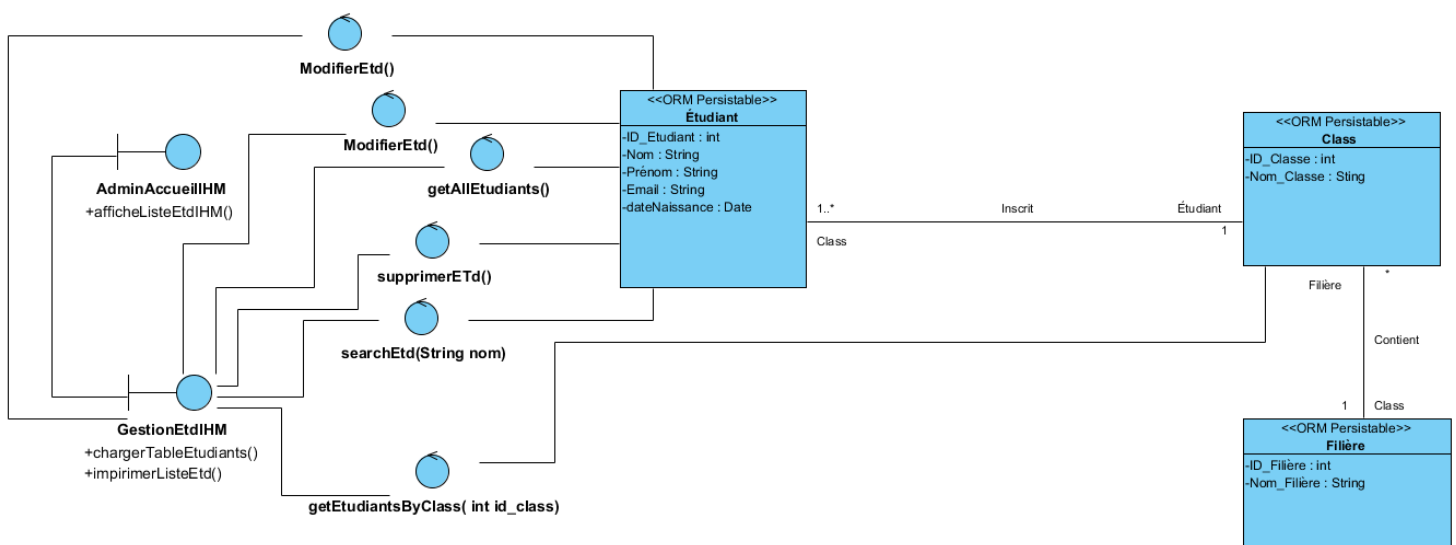 ModifierEtd()
ModifierEtd()
getAllEtudiants()
AdminAccueilIHM
+afficheListeEtdIHM()
supprimerETd()
searchEtd(String nom)
GestionEtdIHM
+chargerTableEtudiants()
+impirimerListeEtd()
getEtudiantsByClass( int id_class)
<<ORM Persistable>>
Étudiant
-ID_Etudiant : int
-Nom : String
-Prénom : String
-Email : String
-dateNaissance : Date
1..*
Inscrit
Étudiant
Class
1
<<ORM Persistable>>
Class
-ID_Classe : int
-Nom_Classe : Sting
*
Filière
Contient
1
Class
<<ORM Persistable>>
Filière
-ID_Filière : int
-Nom_Filière : String